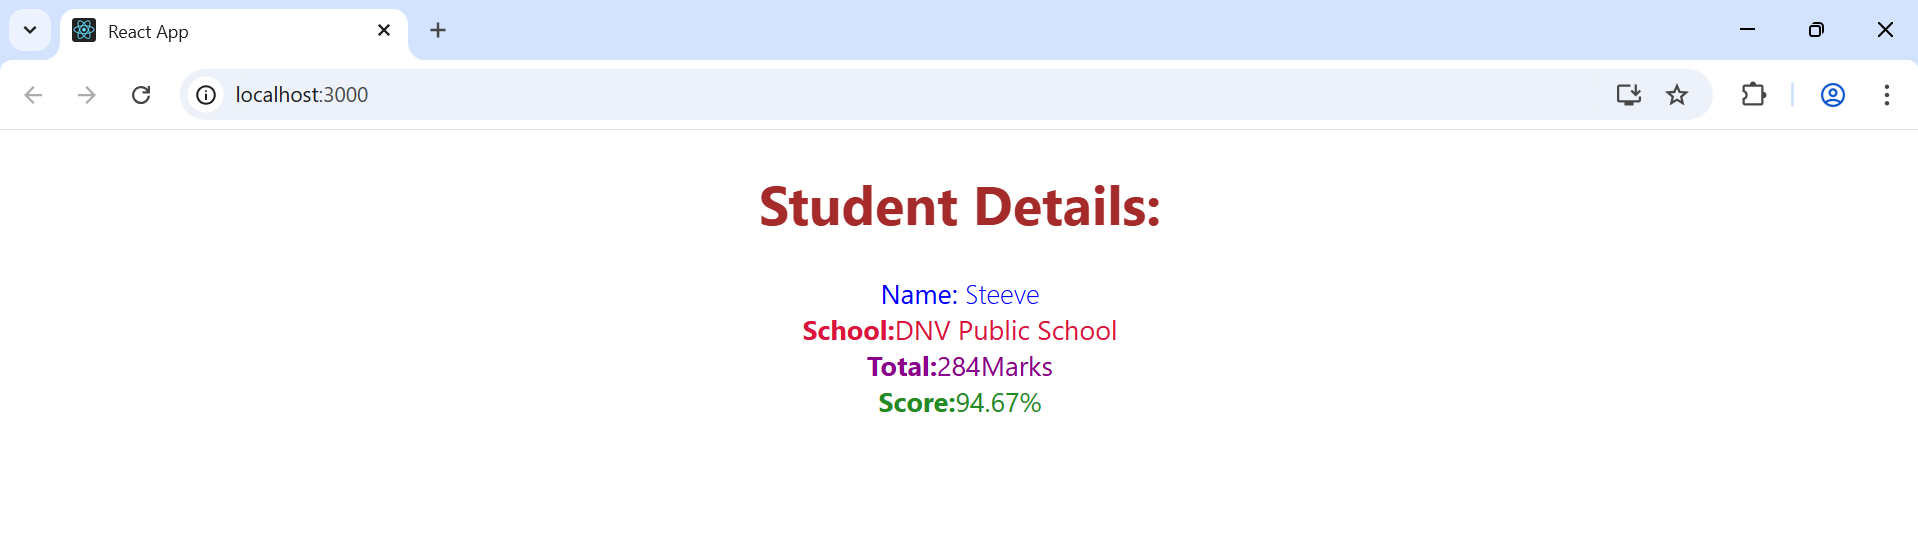 React App
localhost:3000
Student Details:
Name: Steeve
School:DNV Public School
Total:284Marks
Score:94.67%